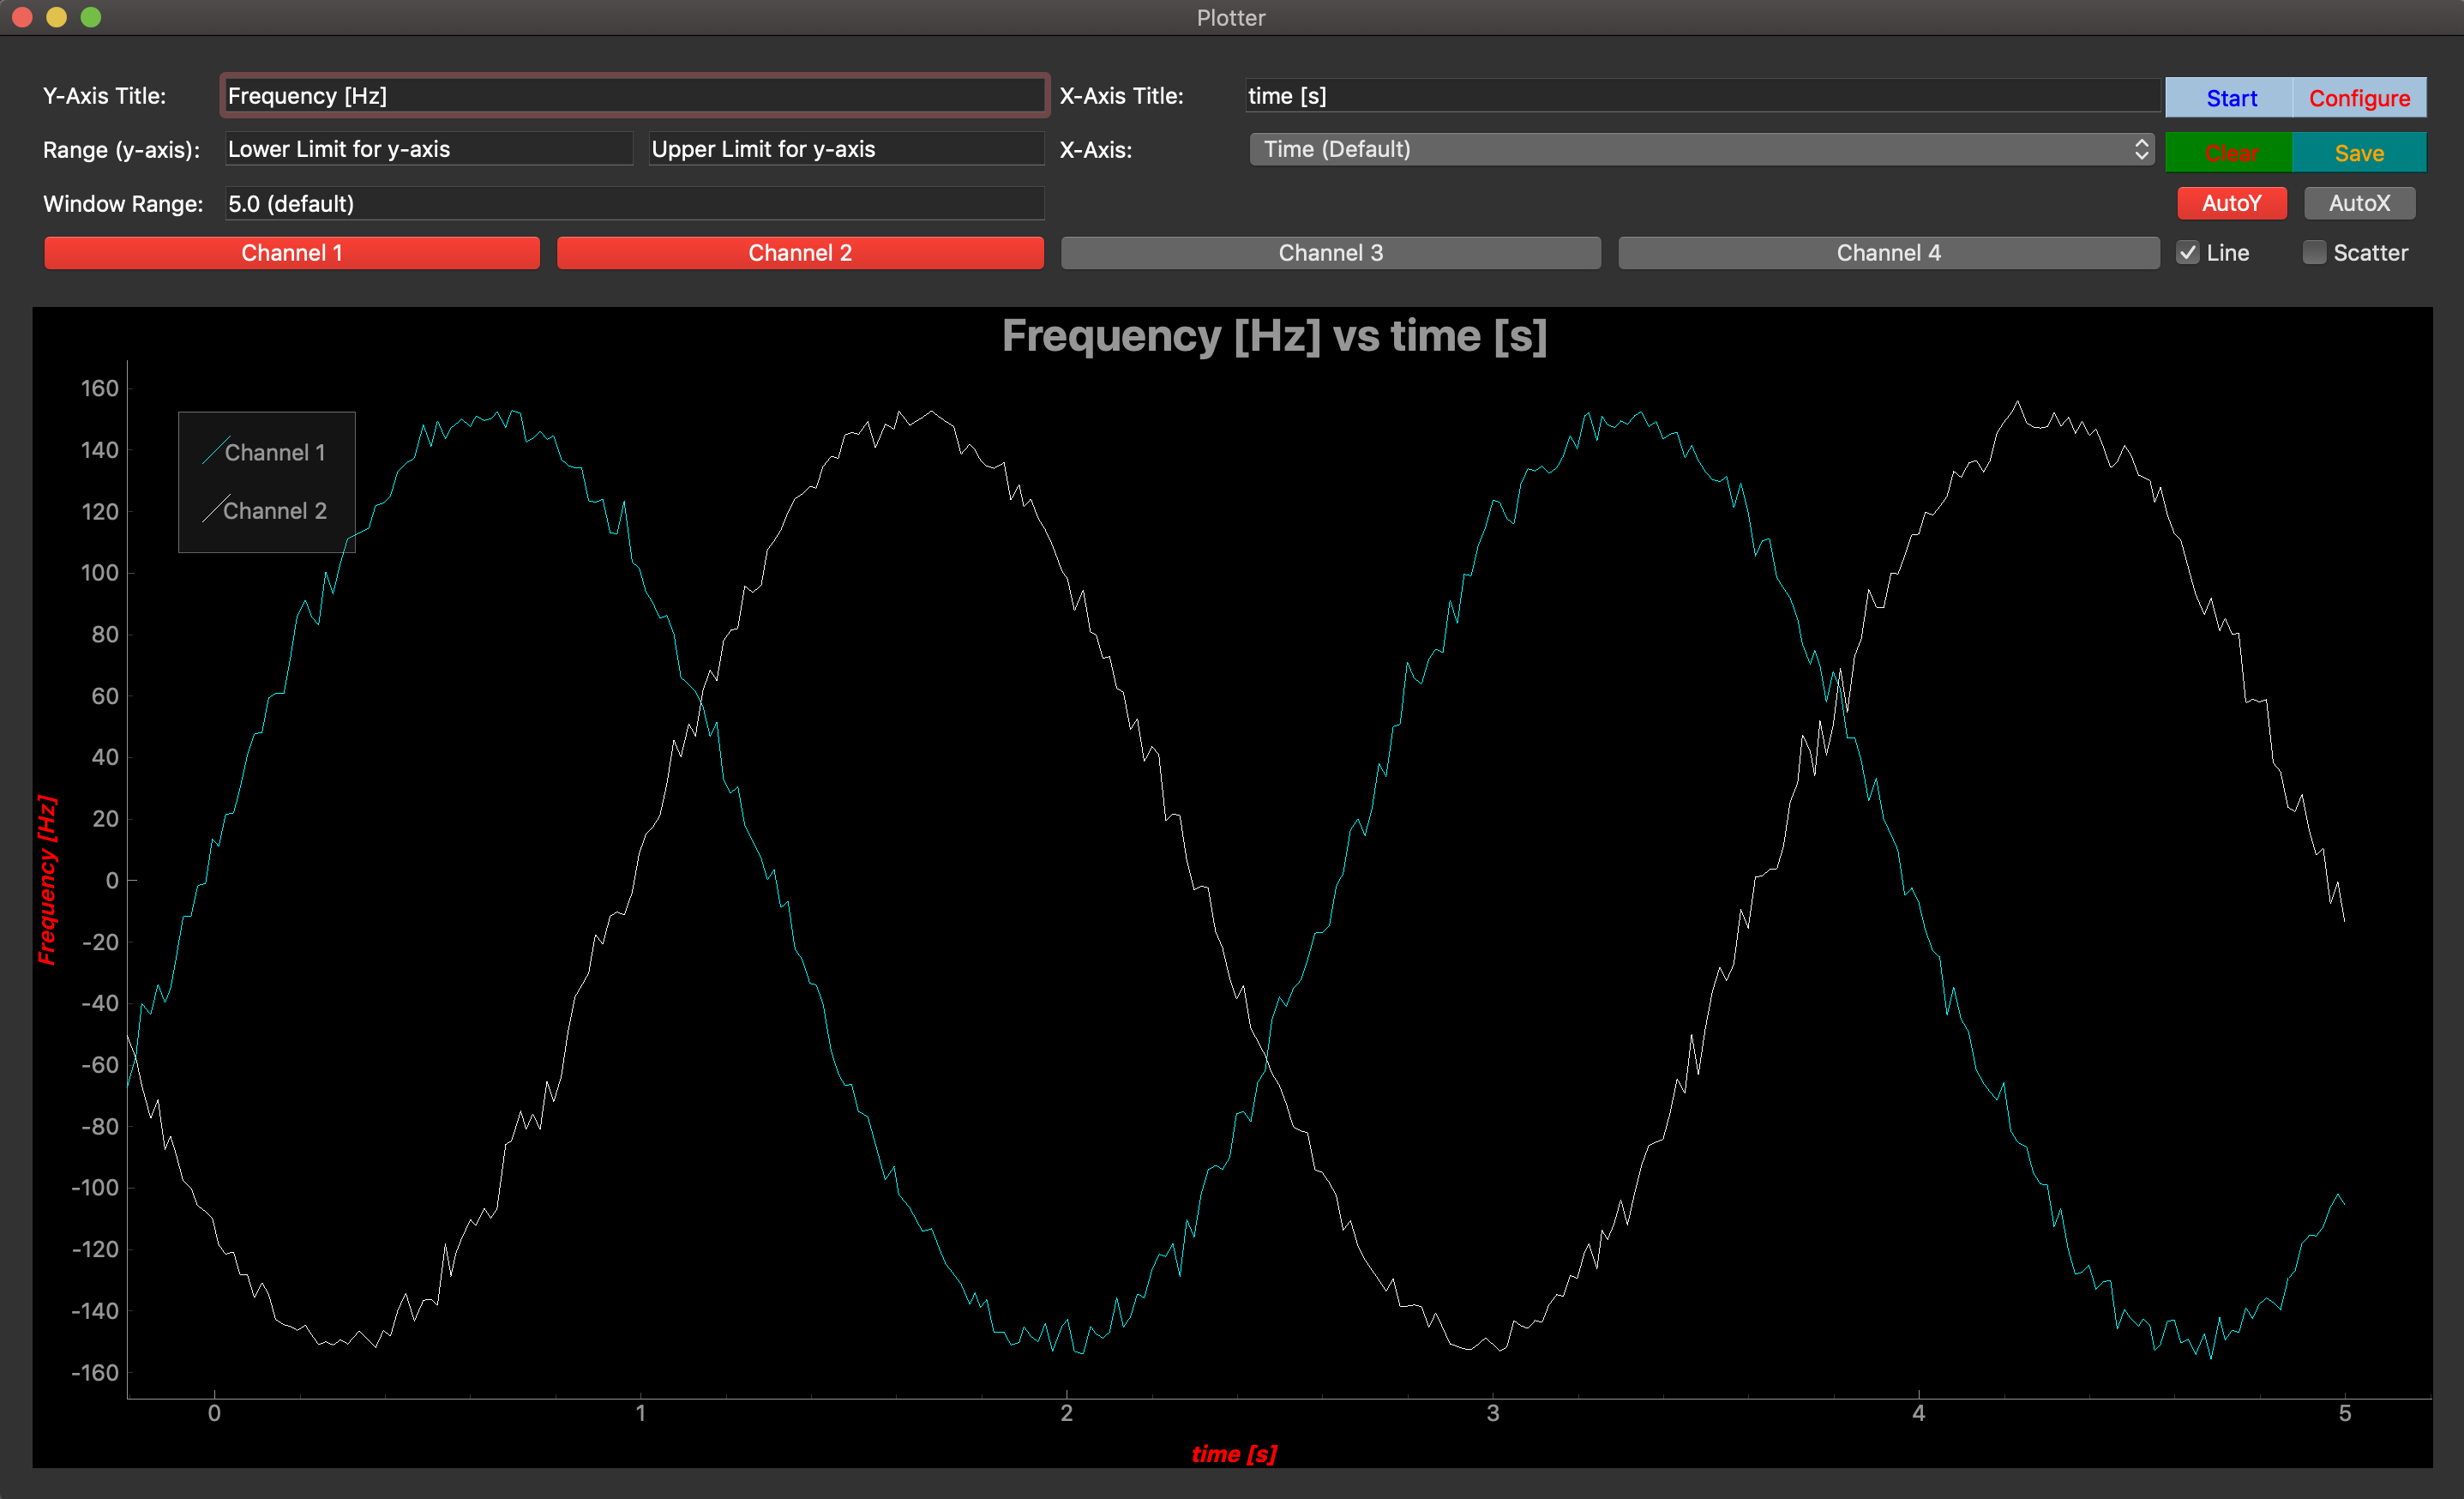 Plotter
Y-Axis Title: Frequency [Hz] X-Axis Title: time [s] Start Configure
Range (y-axis): Lower Limit for y-axis Upper Limit for y-axis X-Axis: Time (Default) Clear Save
Window Range: 5.0 (default) AutoY AutoX
Channel 1 Channel 2 Channel 3 Channel 4 Line Scatter
Frequency [Hz] vs time [s]
Channel 1
Channel 2
Frequency [Hz]
160
140
120
100
80
60
40
20
0
-20
-40
-60
-80
-100
-120
-140
-160
0 1 2 3 4 5
time [s]